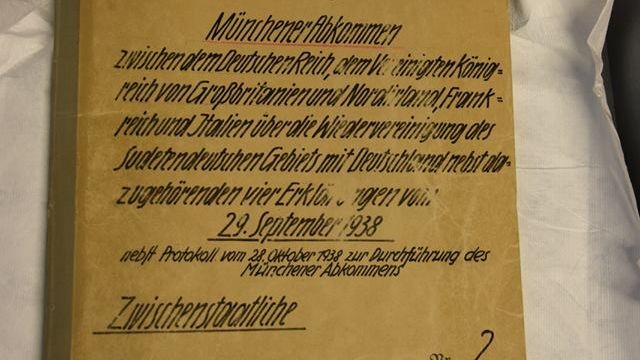 Münchener Abkommen
zwischen dem Deutschen Reich, dem Vereinigten König=
reich von Großbritanien und Nordirland, Frank=
reich und Italien über die Wiedervereinigung des
Sudetendeutschen Gebiets mit Deutschland nebst da=
zugehörenden vier Erklärungen vom
29. September 1938
nebst Protokoll vom 28. Oktober 1938 zur Durchführung des
Münchener Abkommens
Zwischenstaatliche
Nr. 2